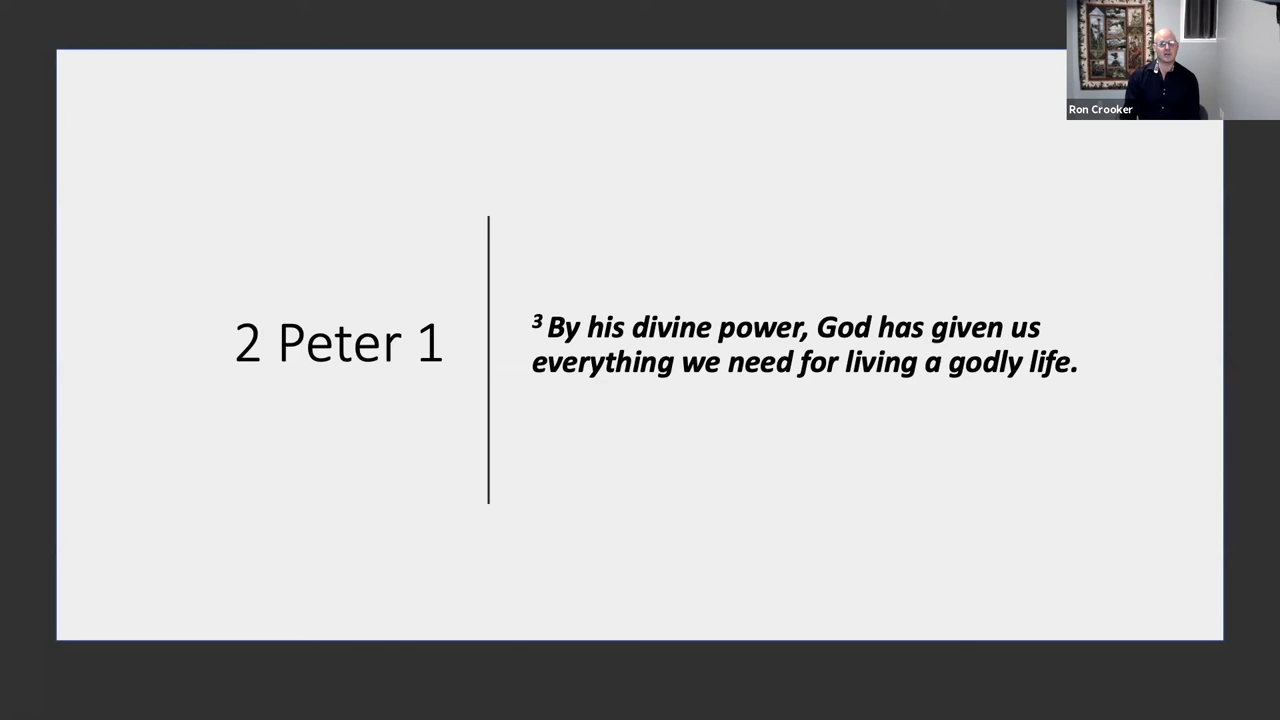 Ron Crooker
2 Peter 1
3 By his divine power, God has given us
everything we need for living a godly life.